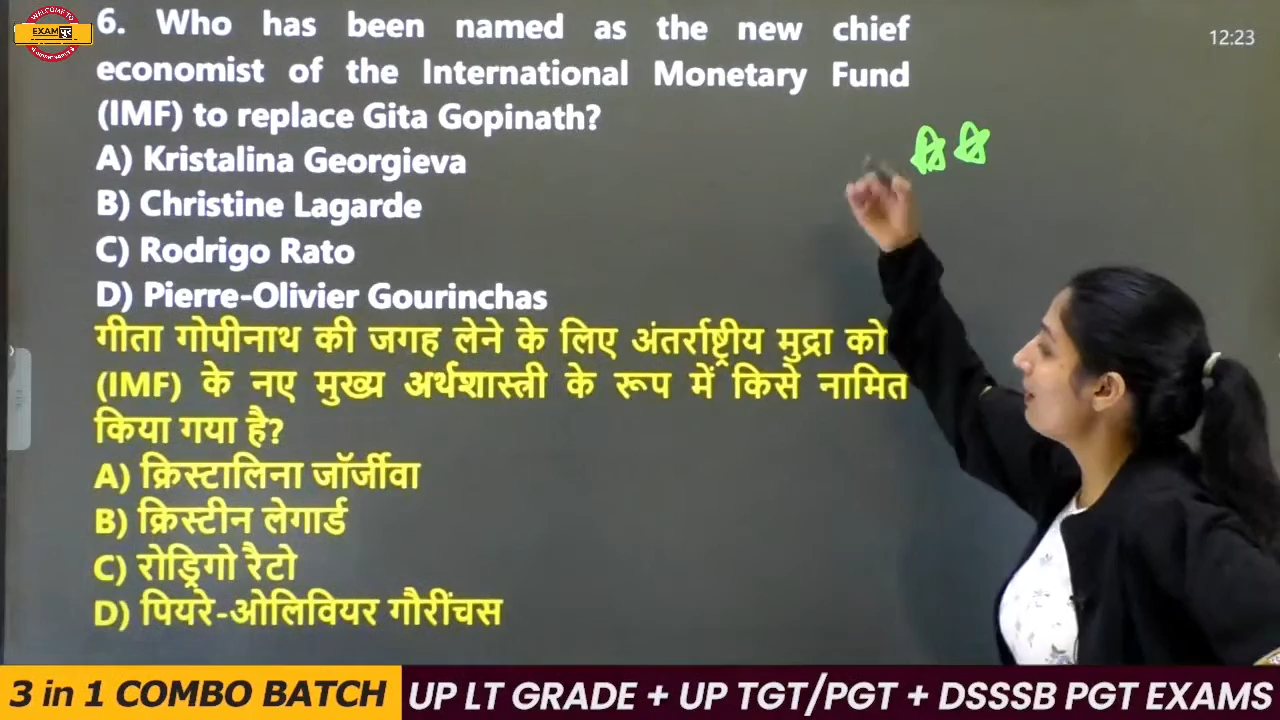 WELCOME TO
EXAM पुर
12:23
6. Who has been named as the new chief
economist of the International Monetary Fund
(IMF) to replace Gita Gopinath?
A) Kristalina Georgieva
B) Christine Lagarde
C) Rodrigo Rato
D) Pierre-Olivier Gourinchas
गीता गोपीनाथ की जगह लेने के लिए अंतर्राष्ट्रीय मुद्रा को
(IMF) के नए मुख्य अर्थशास्त्री के रूप में किसे नामित
किया गया है?
A) क्रिस्टालिना जॉर्जीवा
B) क्रिस्टीन लेगार्ड
C) रोड्रिगो रैटो
D) पियरे-ओलिवियर गौरींचस
3 in 1 COMBO BATCH
UP LT GRADE + UP TGT/PGT + DSSSB PGT EXAMS